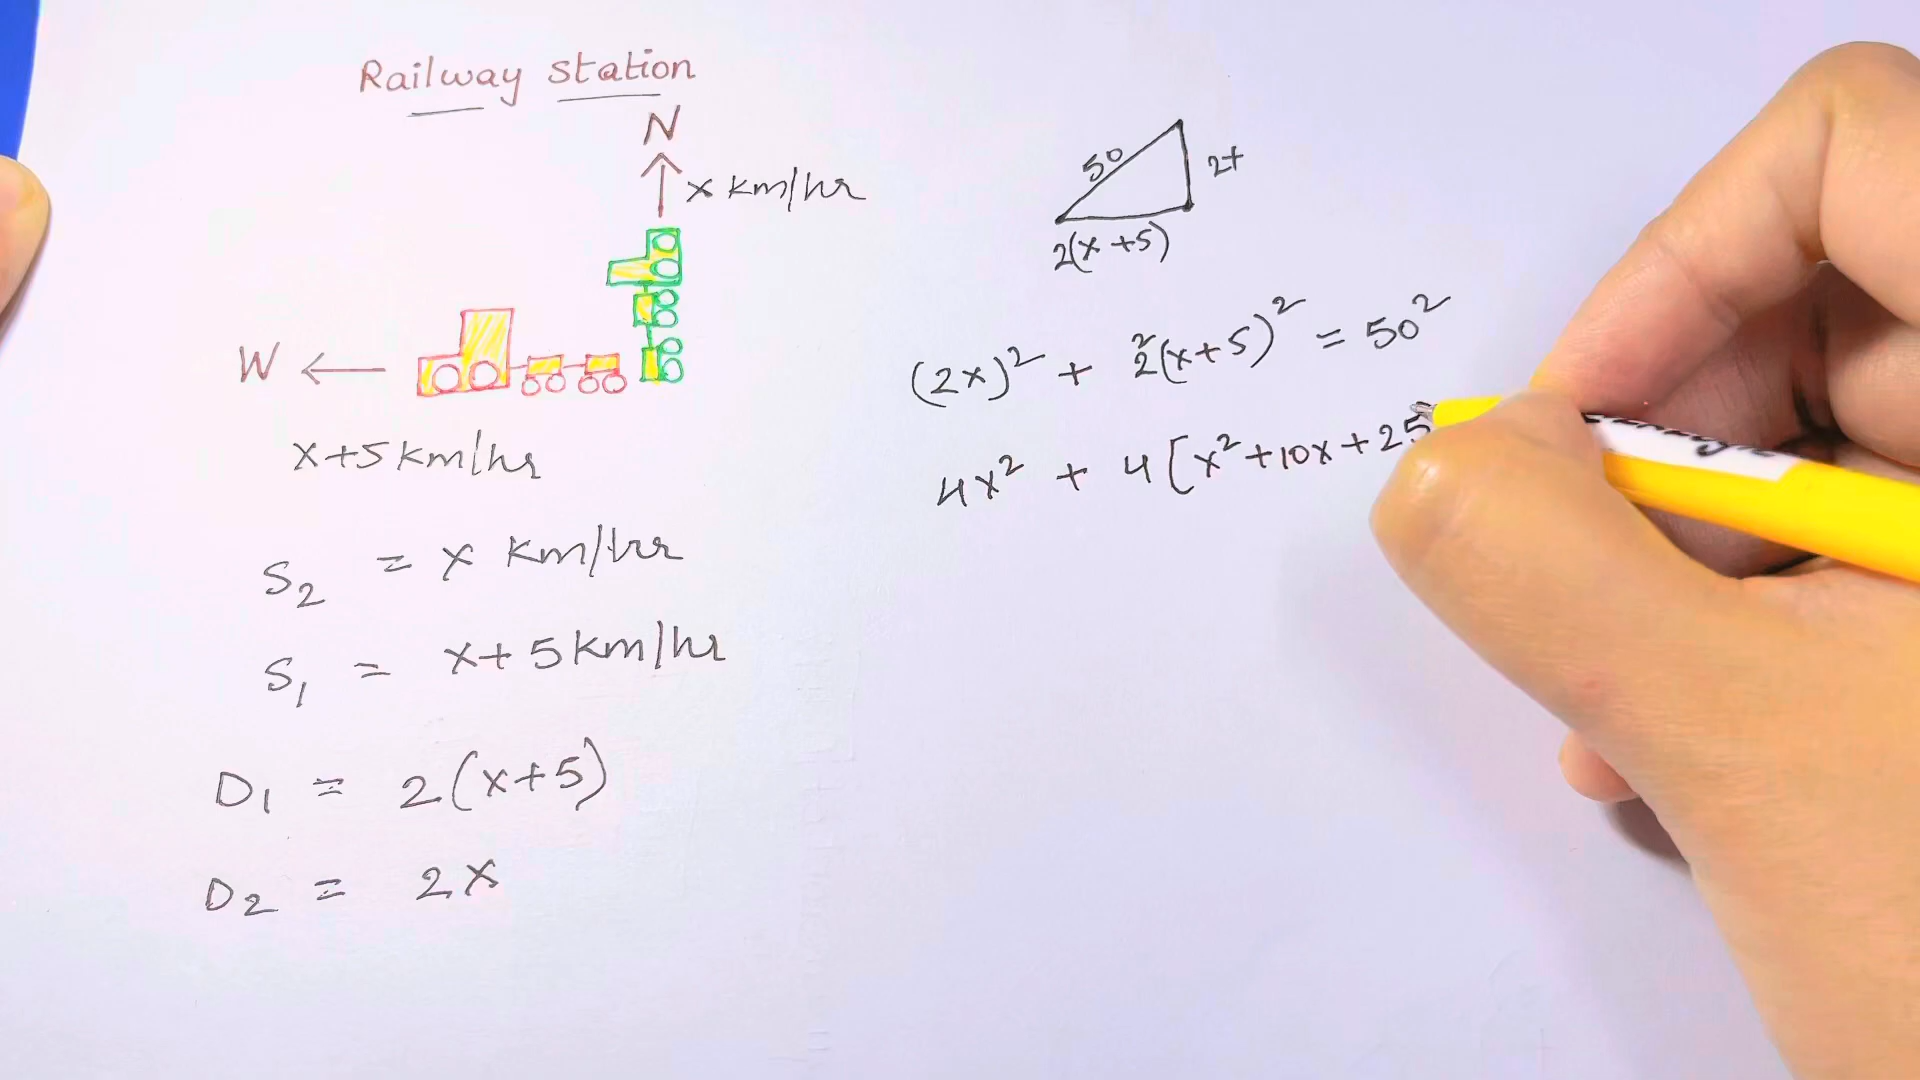 Railway station
N
x km/hr
W
x+5 km/hr
S₂ = x km/hr
S₁ = x+5 km/hr
D₁ = 2(x+5)
D₂ = 2x
50
2x
2(x+5)
(2x)² + 2²(x+5)² = 50²
4x² + 4[x²+10x+25